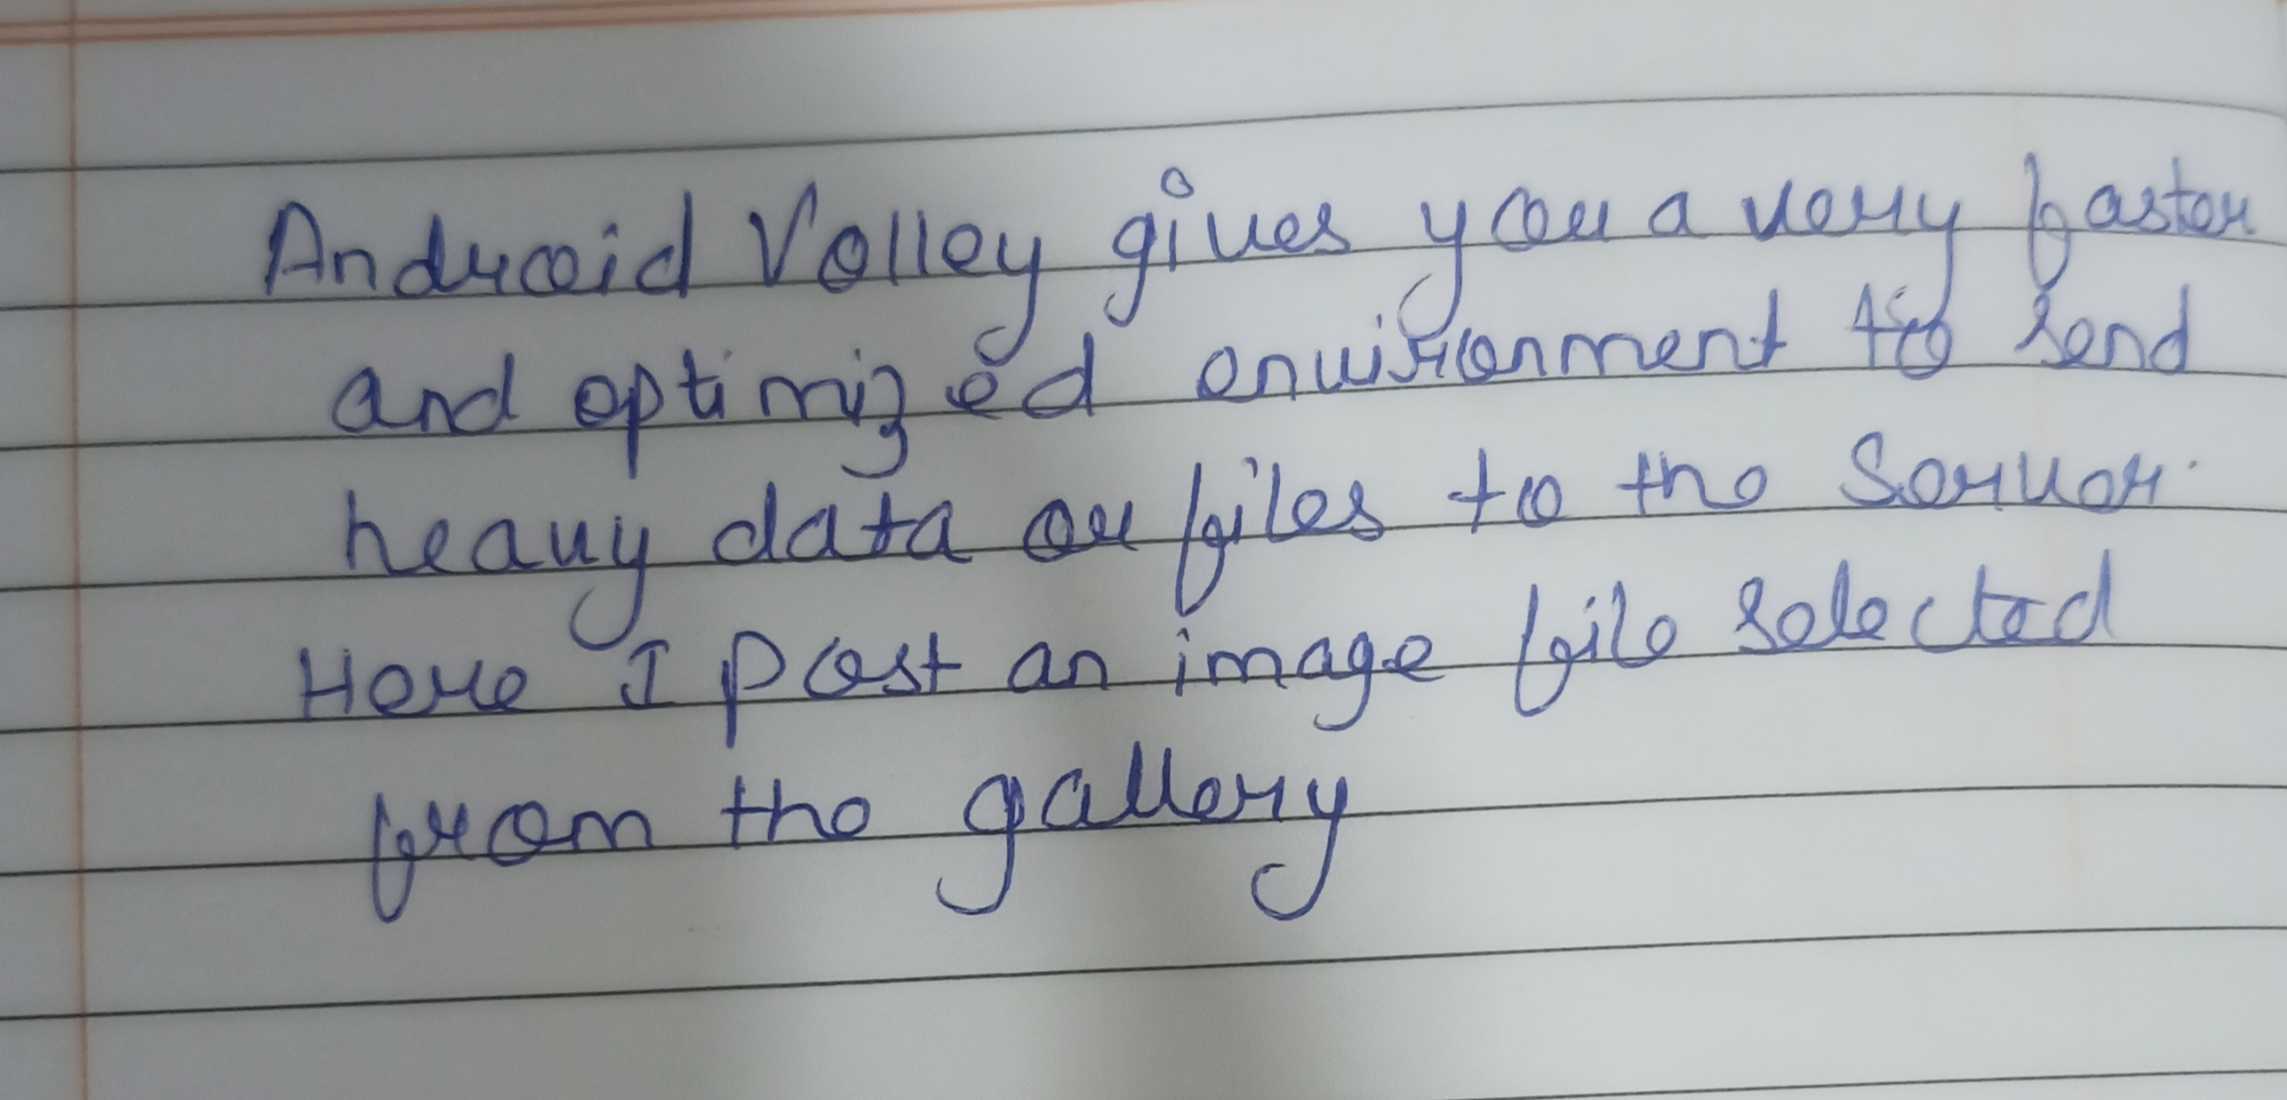 Android Volley gives you a very faster
and optimized environment to send
heavy data or files to the Server.
Here I post an image file selected
from the gallery